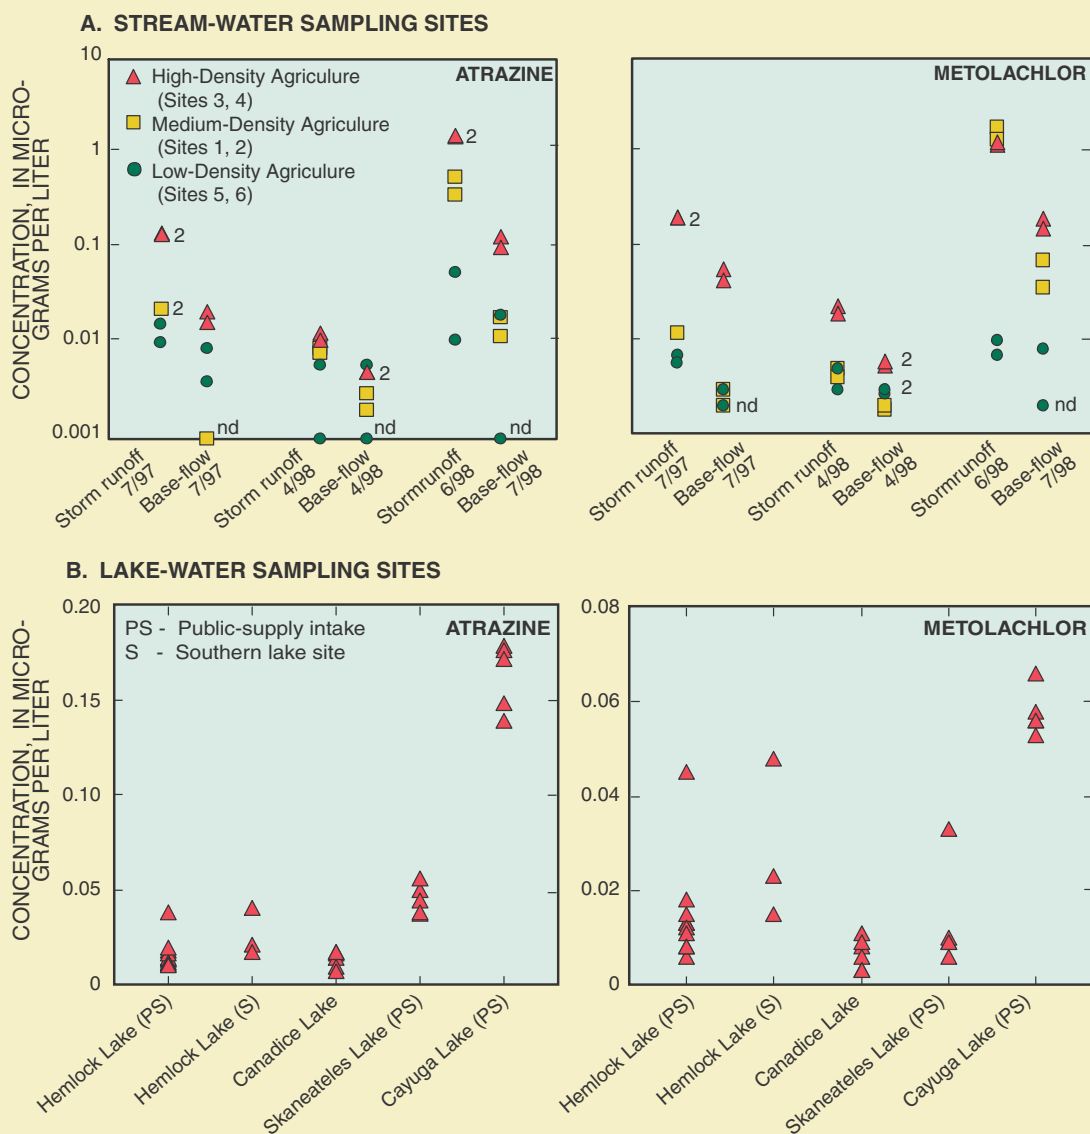 A. STREAM-WATER SAMPLING SITES
CONCENTRATION, IN MICRO-
GRAMS PER LITER
10
1
0.1
0.01
0.001
ATRAZINE
High-Density Agriculure
(Sites 3, 4)
Medium-Density Agriculure
(Sites 1, 2)
Low-Density Agriculure
(Sites 5, 6)
2
2
nd
2
nd
2
nd
Storm runoff
7/97
Base-flow
7/97
Storm runoff
4/98
Base-flow
4/98
Stormrunoff
6/98
Base-flow
7/98
METOLACHLOR
2
nd
2
2
nd
Storm runoff
7/97
Base-flow
7/97
Storm runoff
4/98
Base-flow
4/98
Stormrunoff
6/98
Base-flow
7/98
B. LAKE-WATER SAMPLING SITES
CONCENTRATION, IN MICRO-
GRAMS PER LITER
0.20
0.15
0.10
0.05
0
PS - Public-supply intake
S - Southern lake site
ATRAZINE
Hemlock Lake (PS)
Hemlock Lake (S)
Canadice Lake
Skaneateles Lake (PS)
Cayuga Lake (PS)
0.08
0.06
0.04
0.02
0
METOLACHLOR
Hemlock Lake (PS)
Hemlock Lake (S)
Canadice Lake
Skaneateles Lake (PS)
Cayuga Lake (PS)